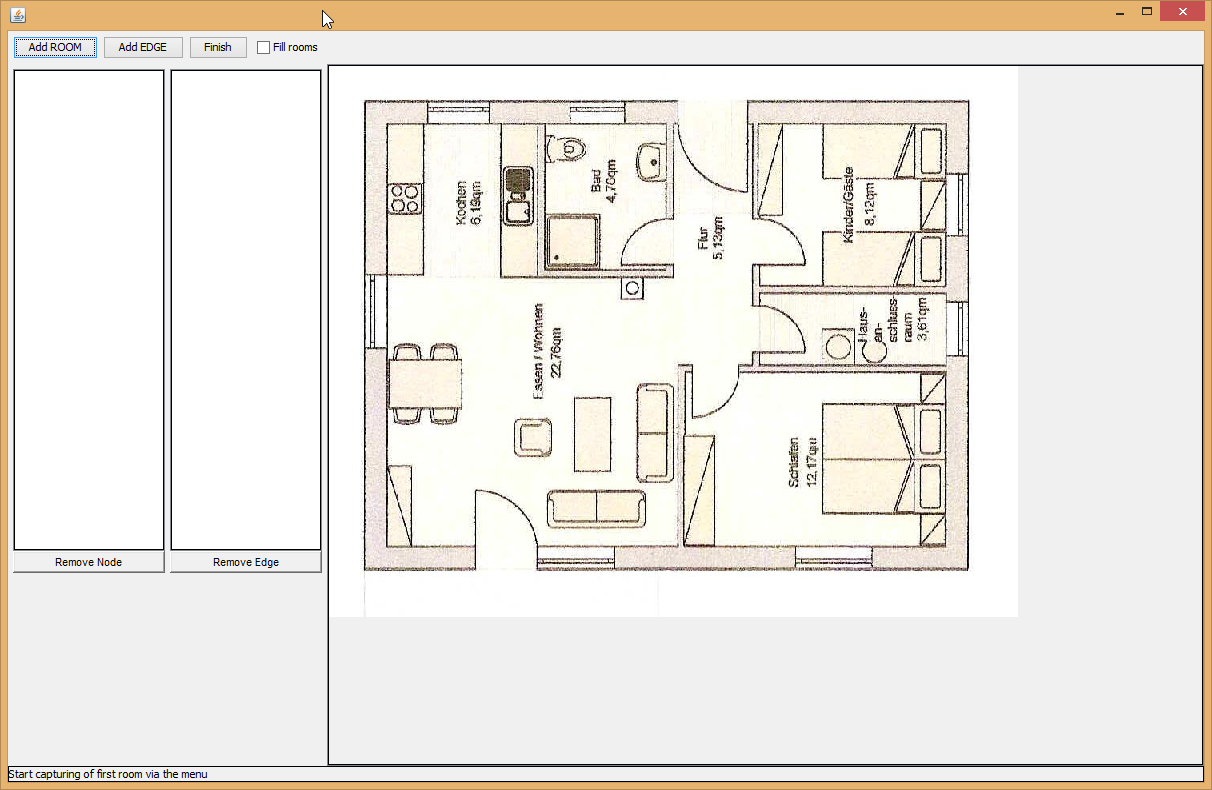 Add ROOM
Add EDGE
Finish
Fill rooms
Kochen
6,19qm
Bad
4,70qm
Flur
5,13qm
Kinder/Gäste
8,12qm
Haus-
an-
schluss-
raum
3,61qm
Essen / Wohnen
22,76qm
Schlafen
12,17qm
Remove Node
Remove Edge
Start capturing of first room via the menu